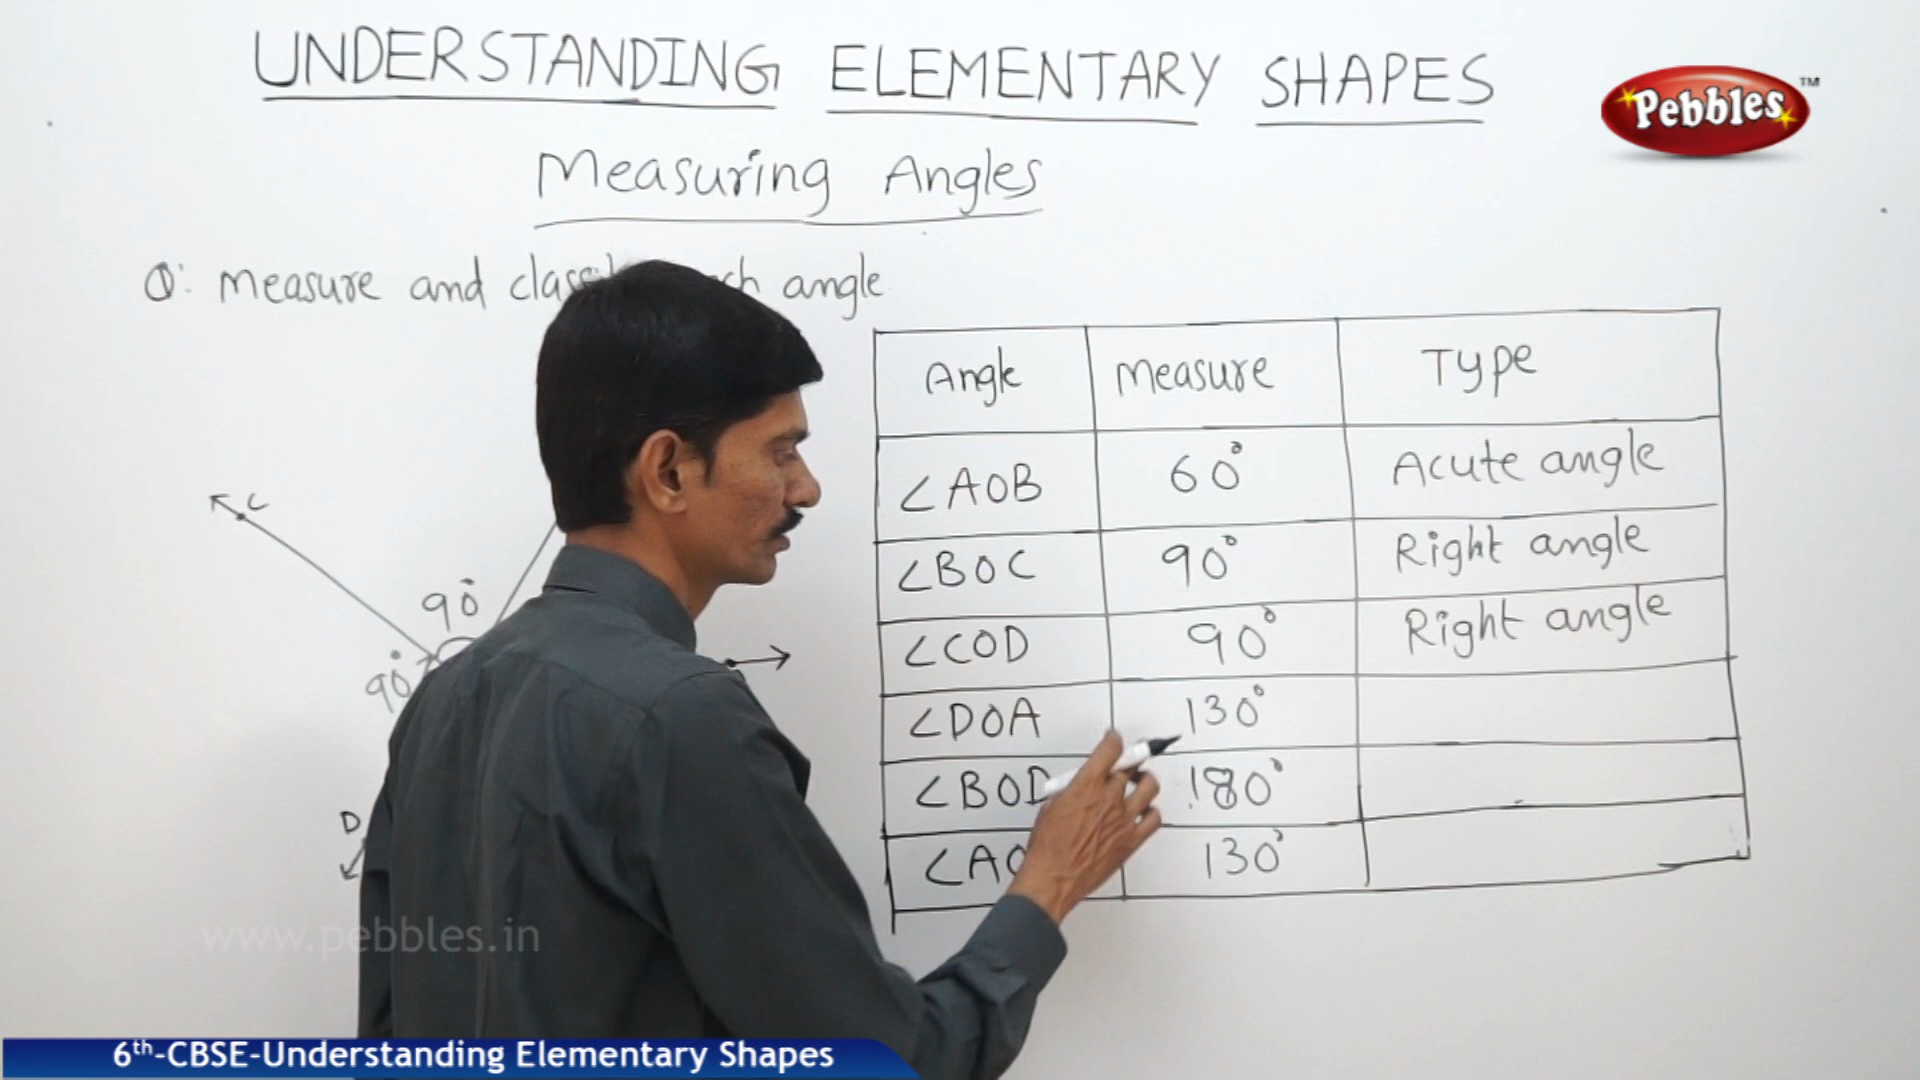 UNDERSTANDING ELEMENTARY SHAPES
Pebbles™
Measuring Angles
Q: Measure and angle
Angle Measure Type
∠AOB 60° Acute angle
∠BOC 90° Right angle
∠COD 90° Right angle
∠DOA 130°
∠BOD 180°
130°
C
90°
90°
D
www.pebbles.in
6th-CBSE-Understanding Elementary Shapes